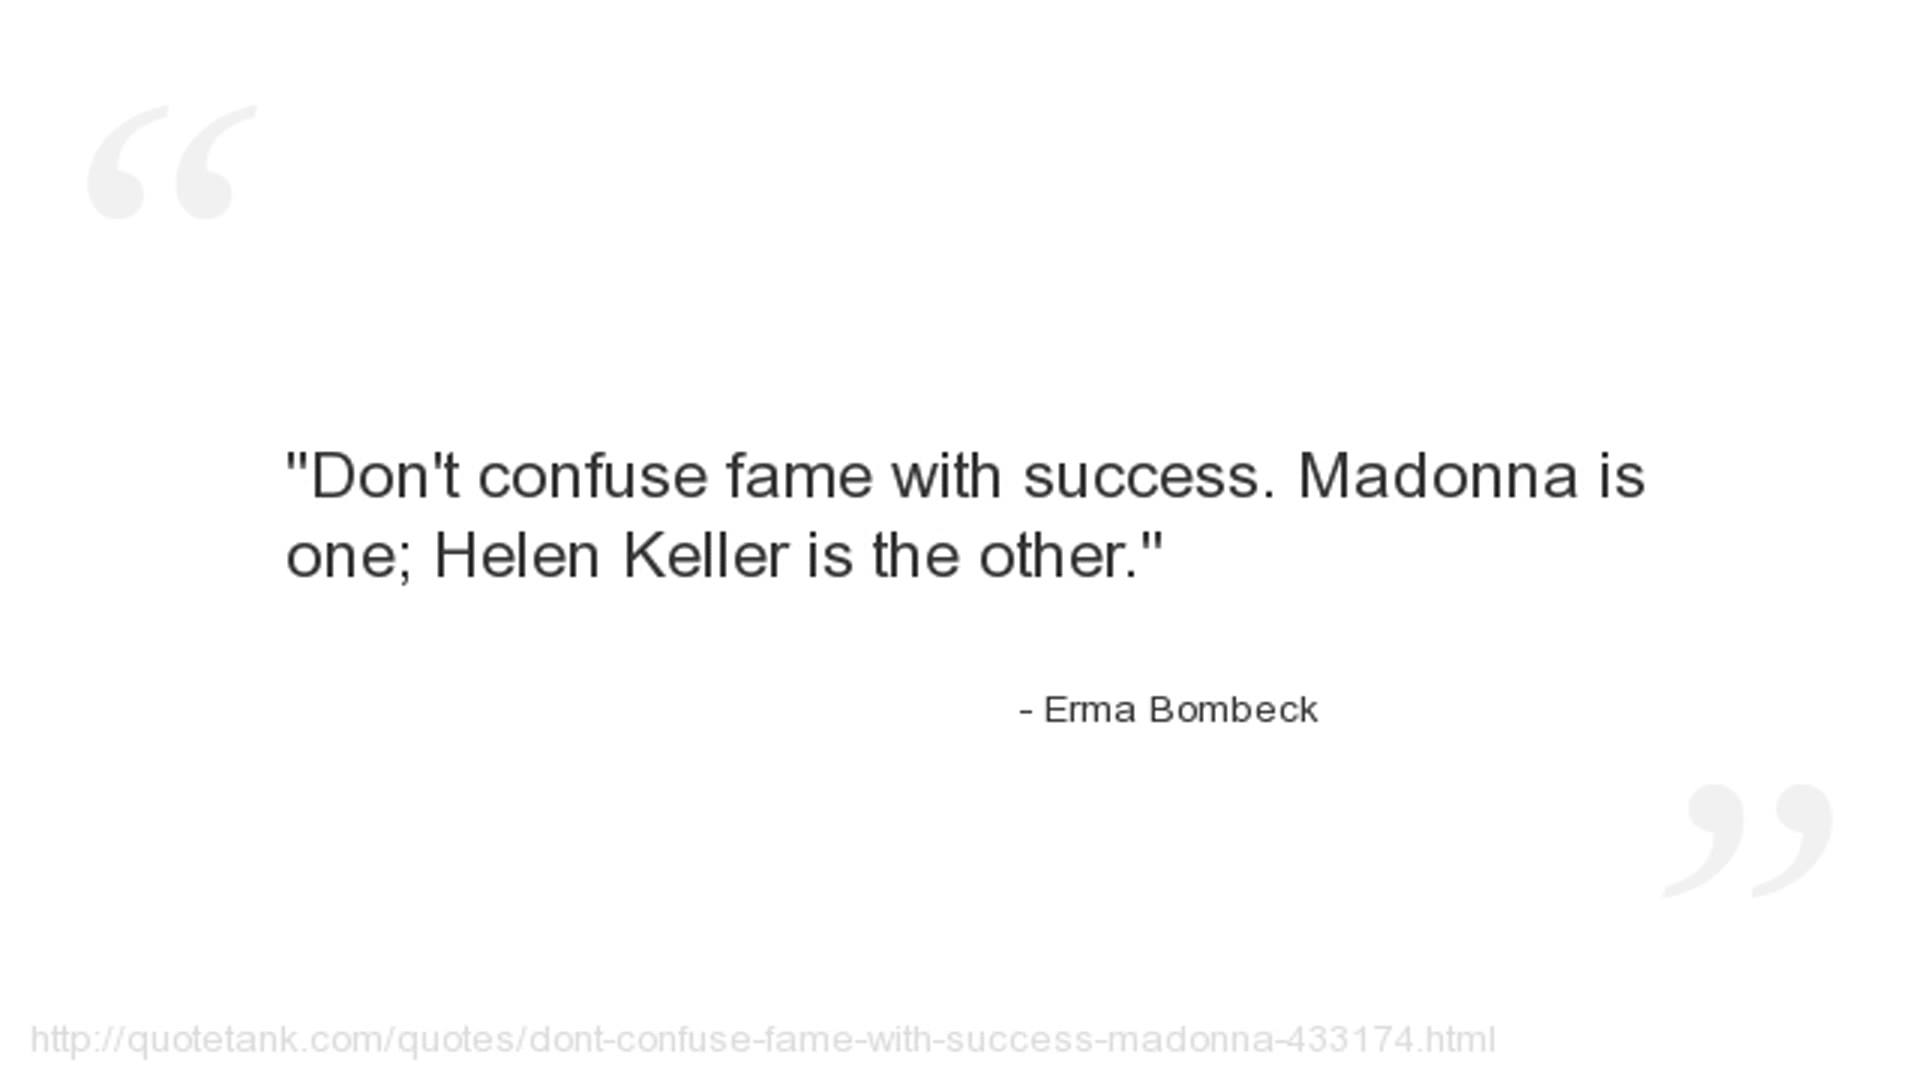 "Don't confuse fame with success. Madonna is
one; Helen Keller is the other."
- Erma Bombeck
http://quotetank.com/quotes/dont-confuse-fame-with-success-madonna-433174.html